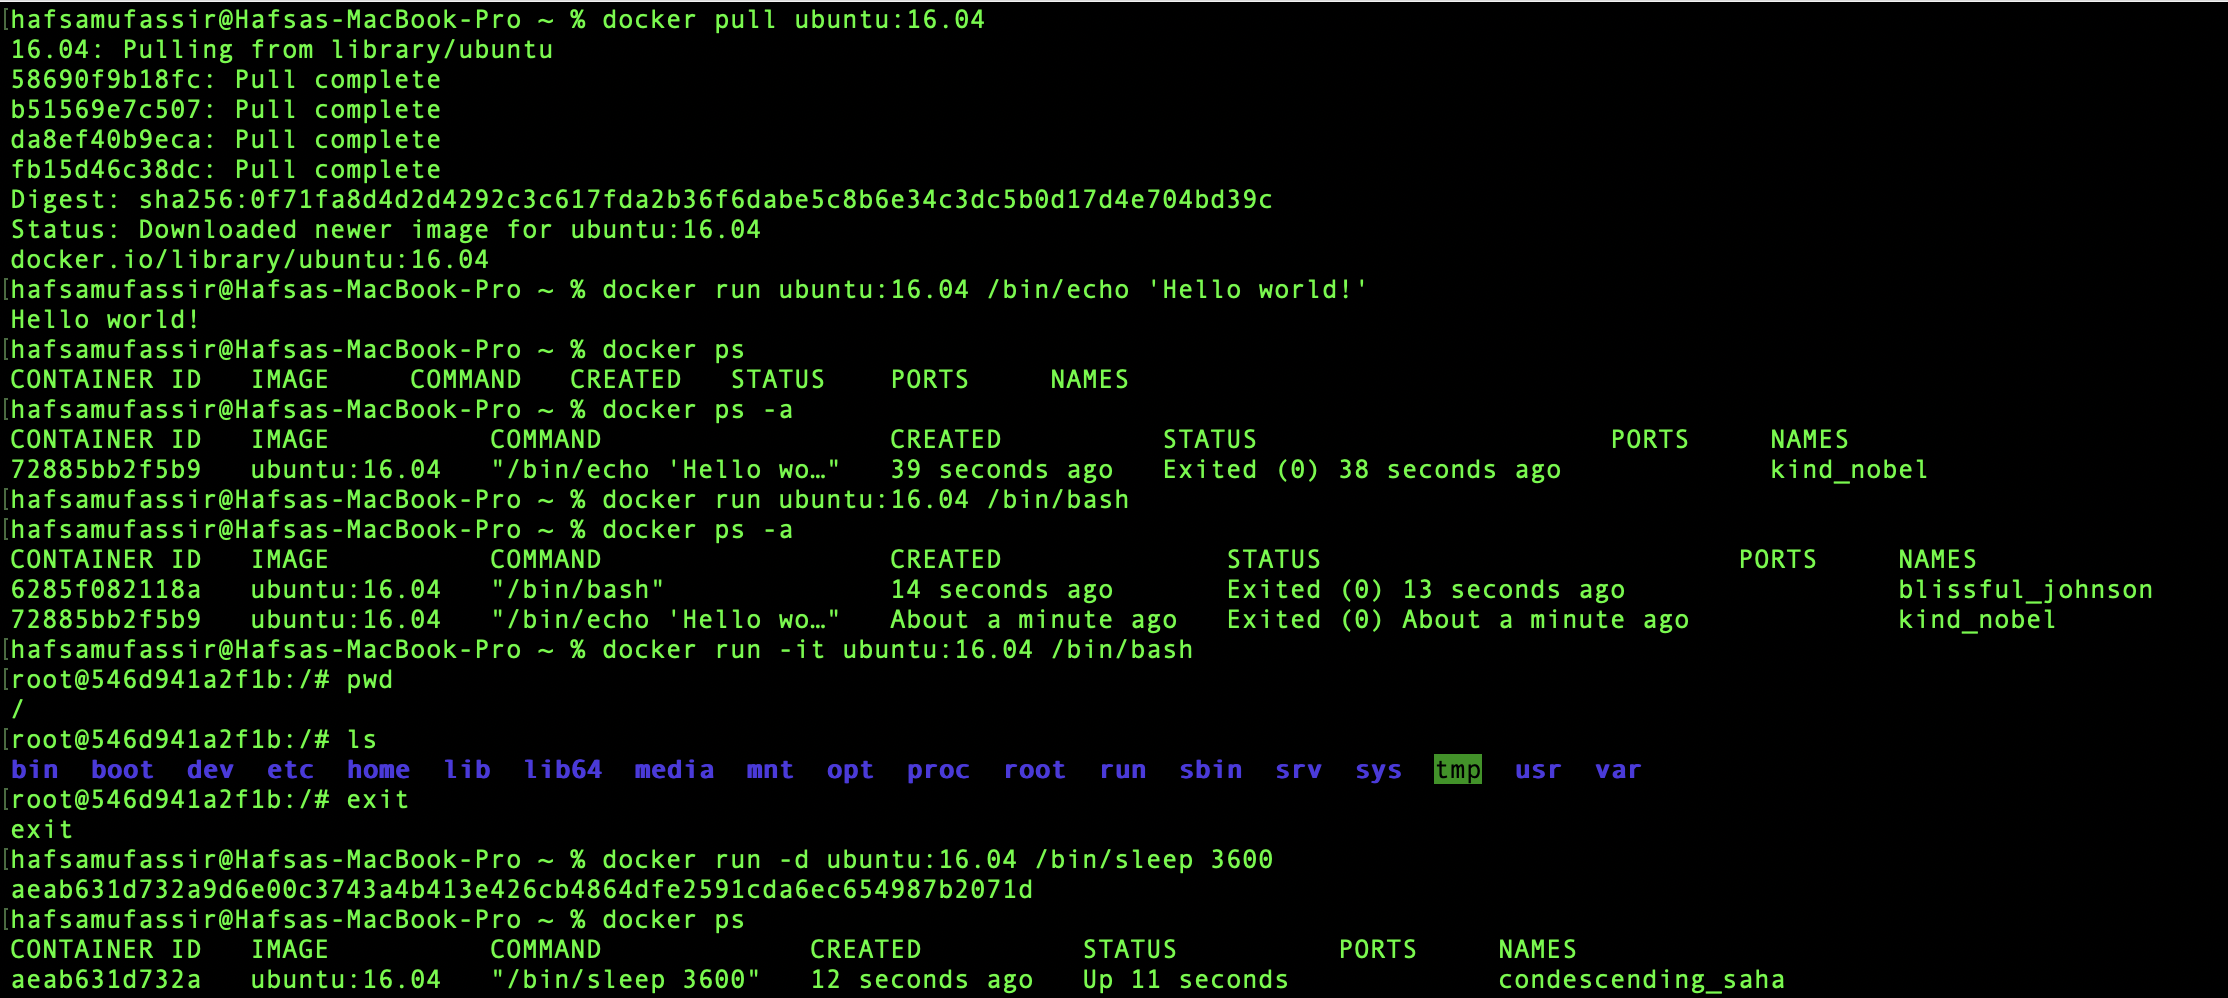 [hafsamufassir@Hafsas-MacBook-Pro ~ % docker pull ubuntu:16.04
16.04: Pulling from library/ubuntu
58690f9b18fc: Pull complete
b51569e7c507: Pull complete
da8ef40b9eca: Pull complete
fb15d46c38dc: Pull complete
Digest: sha256:0f71fa8d4d2d4292c3c617fda2b36f6dabe5c8b6e34c3dc5b0d17d4e704bd39c
Status: Downloaded newer image for ubuntu:16.04
docker.io/library/ubuntu:16.04
[hafsamufassir@Hafsas-MacBook-Pro ~ % docker run ubuntu:16.04 /bin/echo 'Hello world!'
Hello world!
[hafsamufassir@Hafsas-MacBook-Pro ~ % docker ps
CONTAINER ID   IMAGE     COMMAND   CREATED   STATUS    PORTS     NAMES
[hafsamufassir@Hafsas-MacBook-Pro ~ % docker ps -a
CONTAINER ID   IMAGE          COMMAND                  CREATED          STATUS                      PORTS     NAMES
72885bb2f5b9   ubuntu:16.04   "/bin/echo 'Hello wo…"   39 seconds ago   Exited (0) 38 seconds ago             kind_nobel
[hafsamufassir@Hafsas-MacBook-Pro ~ % docker run ubuntu:16.04 /bin/bash
[hafsamufassir@Hafsas-MacBook-Pro ~ % docker ps -a
CONTAINER ID   IMAGE          COMMAND                  CREATED              STATUS                          PORTS     NAMES
6285f082118a   ubuntu:16.04   "/bin/bash"              14 seconds ago       Exited (0) 13 seconds ago                 blissful_johnson
72885bb2f5b9   ubuntu:16.04   "/bin/echo 'Hello wo…"   About a minute ago   Exited (0) About a minute ago             kind_nobel
[hafsamufassir@Hafsas-MacBook-Pro ~ % docker run -it ubuntu:16.04 /bin/bash
[root@546d941a2f1b:/# pwd
/
[root@546d941a2f1b:/# ls
bin  boot  dev  etc  home  lib  lib64  media  mnt  opt  proc  root  run  sbin  srv  sys  tmp  usr  var
[root@546d941a2f1b:/# exit
exit
[hafsamufassir@Hafsas-MacBook-Pro ~ % docker run -d ubuntu:16.04 /bin/sleep 3600
aeab631d732a9d6e00c3743a4b413e426cb4864dfe2591cda6ec654987b2071d
[hafsamufassir@Hafsas-MacBook-Pro ~ % docker ps
CONTAINER ID   IMAGE          COMMAND             CREATED          STATUS          PORTS     NAMES
aeab631d732a   ubuntu:16.04   "/bin/sleep 3600"   12 seconds ago   Up 11 seconds             condescending_saha